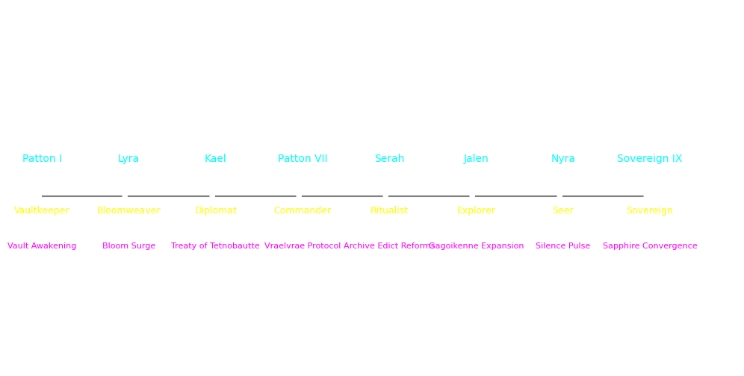 Patton I Lyra Kael Patton VII Serah Jalen Nyra Sovereign IX
Vaultkeeper Bloomweaver Diplomat Commander Ritualist Explorer Seer Sovereign
Vault Awakening Bloom Surge Treaty of Tetnobautte Vraelvrae Protocol Archive Edict Reforms Gagoikenne Expansion Silence Pulse Sapphire Convergence